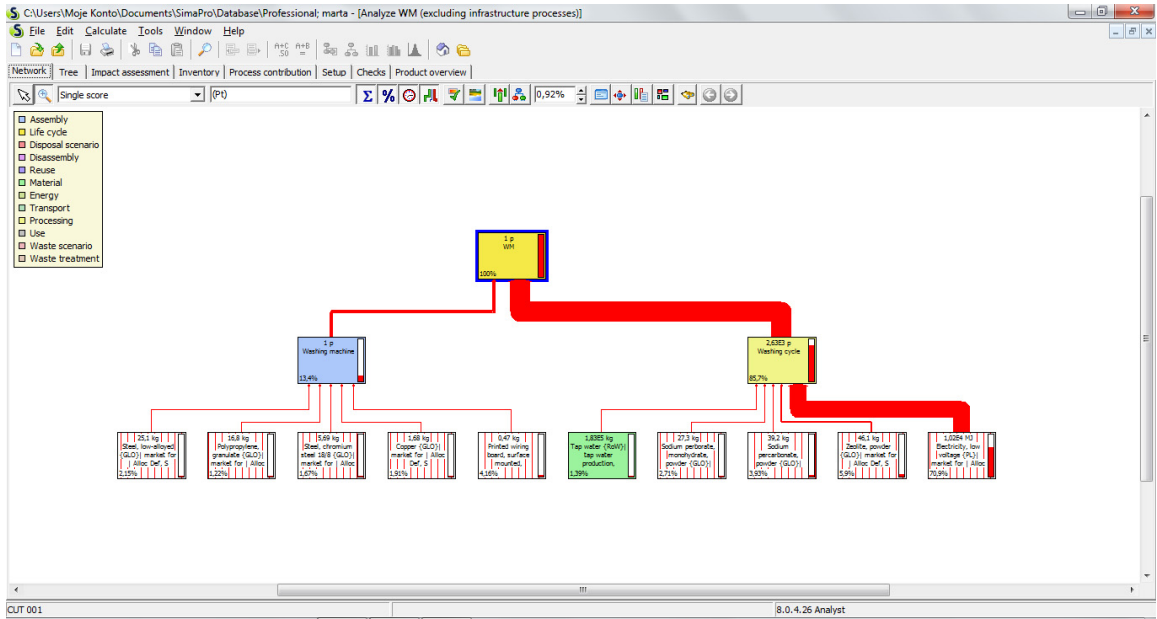 C:\Users\Moje Konto\Documents\SimaPro\Database\Professional; marta - [Analyze WM (excluding infrastructure processes)]
File Edit Calculate Tools Window Help
A+C .50 A+B =
Network Tree Impact assessment Inventory Process contribution Setup Checks Product overview
Single score (Pt) Σ % 0,92%
Assembly
Life cycle
Disposal scenario
Disassembly
Reuse
Material
Energy
Transport
Processing
Use
Waste scenario
Waste treatment
1 p
WM
100%
1 p
Washing machine
13,4%
2,63E3 p
Washing cycle
85,7%
25,1 kg
Steel, low-alloyed
{GLO}| market for
| Alloc Def, S
2,15%
16,8 kg
Polypropylene,
granulate {GLO}|
market for | Alloc
1,22%
5,69 kg
Steel, chromium
steel 18/8 {GLO}|
market for | Alloc
1,67%
1,68 kg
Copper {GLO}|
market for | Alloc
Def, S
1,91%
0,47 kg
Printed wiring
board, surface
mounted,
4,16%
1,83E5 kg
Tap water {RoW}|
tap water
production,
1,39%
27,3 kg
Sodium perborate,
monohydrate,
powder {GLO}|
2,71%
39,2 kg
Sodium
percarbonate,
powder {GLO}|
3,93%
46,1 kg
Zeolite, powder
{GLO}| market for
| Alloc Def, S
5,9%
1,02E4 MJ
Electricity, low
voltage {PL}|
market for | Alloc
70,9%
CUT 001 8.0.4.26 Analyst